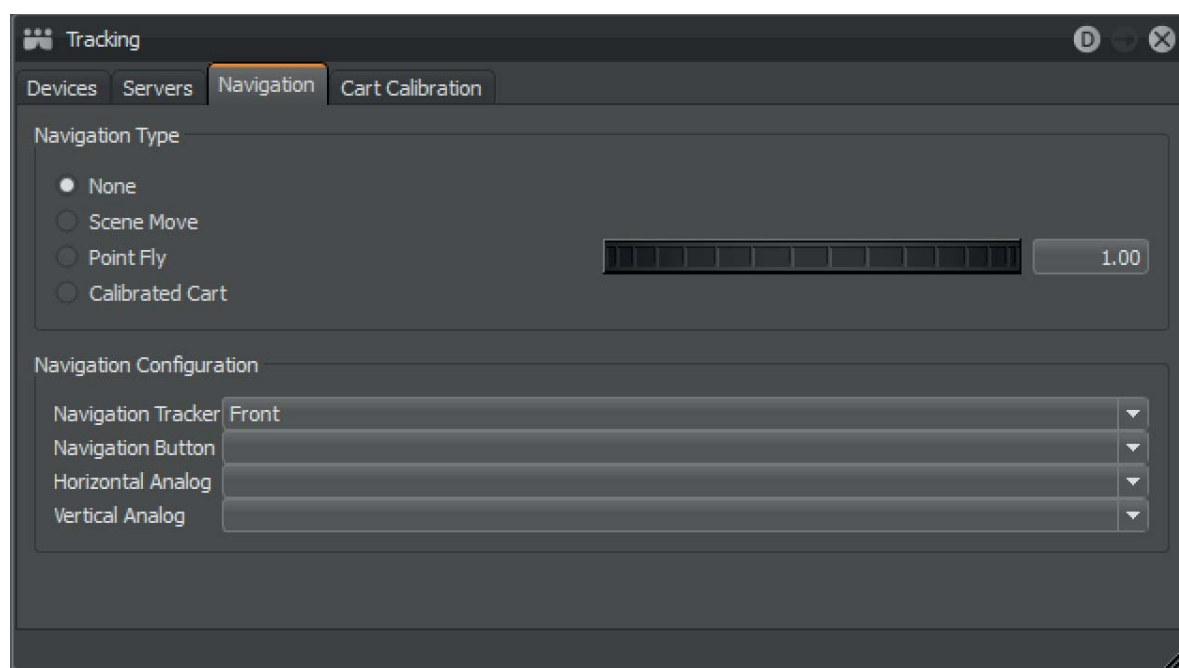 Tracking D
Devices Servers Navigation Cart Calibration
Navigation Type
None
Scene Move
Point Fly 1.00
Calibrated Cart
Navigation Configuration
Navigation Tracker Front
Navigation Button
Horizontal Analog
Vertical Analog